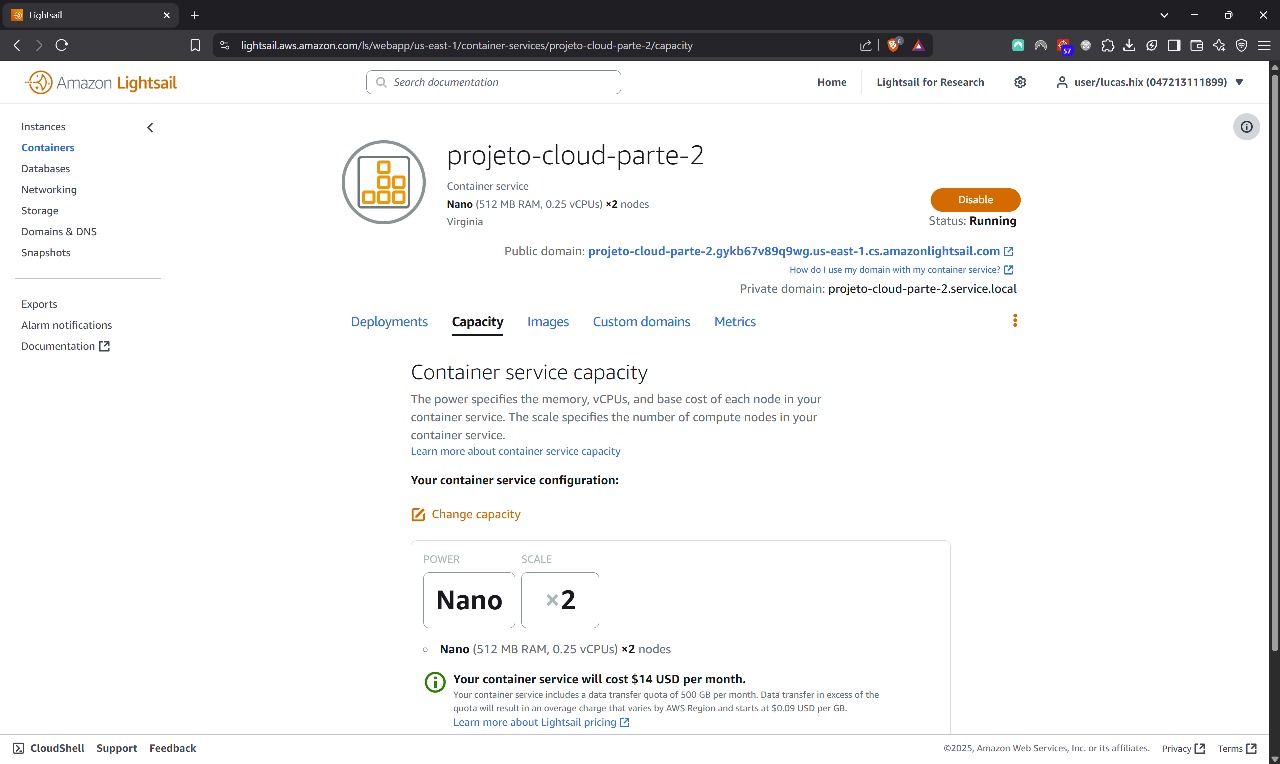 Lightsail
lightsail.aws.amazon.com/ls/webapp/us-east-1/container-services/projeto-cloud-parte-2/capacity
6
57
Amazon Lightsail
Search documentation
Home
Lightsail for Research
user/lucas.hix (047213111899)
Instances
Containers
Databases
Networking
Storage
Domains & DNS
Snapshots
Exports
Alarm notifications
Documentation
projeto-cloud-parte-2
Container service
Nano (512 MB RAM, 0.25 vCPUs) ×2 nodes
Virginia
Disable
Status: Running
Public domain: projeto-cloud-parte-2.gykb67v89q9wg.us-east-1.cs.amazonlightsail.com
How do I use my domain with my container service?
Private domain: projeto-cloud-parte-2.service.local
Deployments
Capacity
Images
Custom domains
Metrics
Container service capacity
The power specifies the memory, vCPUs, and base cost of each node in your
container service. The scale specifies the number of compute nodes in your
container service.
Learn more about container service capacity
Your container service configuration:
Change capacity
POWER SCALE
Nano ×2
Nano (512 MB RAM, 0.25 vCPUs) ×2 nodes
Your container service will cost $14 USD per month.
Your container service includes a data transfer quota of 500 GB per month. Data transfer in excess of the
quota will result in an overage charge that varies by AWS Region and starts at $0.09 USD per GB.
Learn more about Lightsail pricing
CloudShell
Support
Feedback
©2025, Amazon Web Services, Inc. or its affiliates.
Privacy
Terms